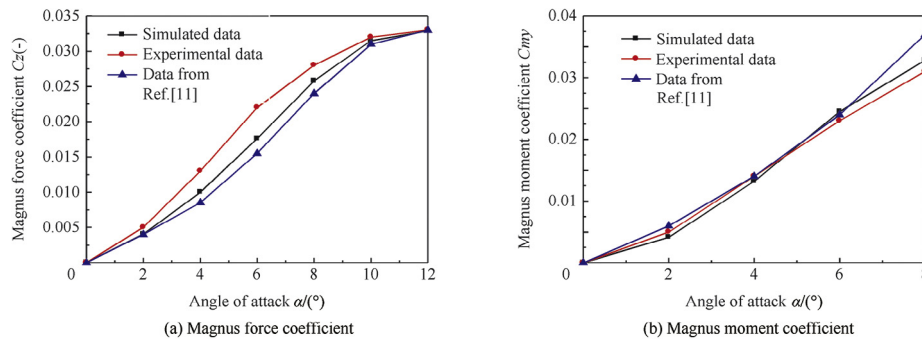 0.035
0.030
0.025
0.020
0.015
0.010
0.005
0
2
4
6
8
10
12
Magnus force coefficient Cz(-)
Simulated data
Experimental data
Data from
Ref.[11]
Angle of attack α/(°)
(a) Magnus force coefficient
0.04
0.03
0.02
0.01
0
2
4
6
Magnus moment coefficient Cmy
Simulated data
Experimental data
Data from
Ref.[11]
Angle of attack α/(°)
(b) Magnus moment coefficient